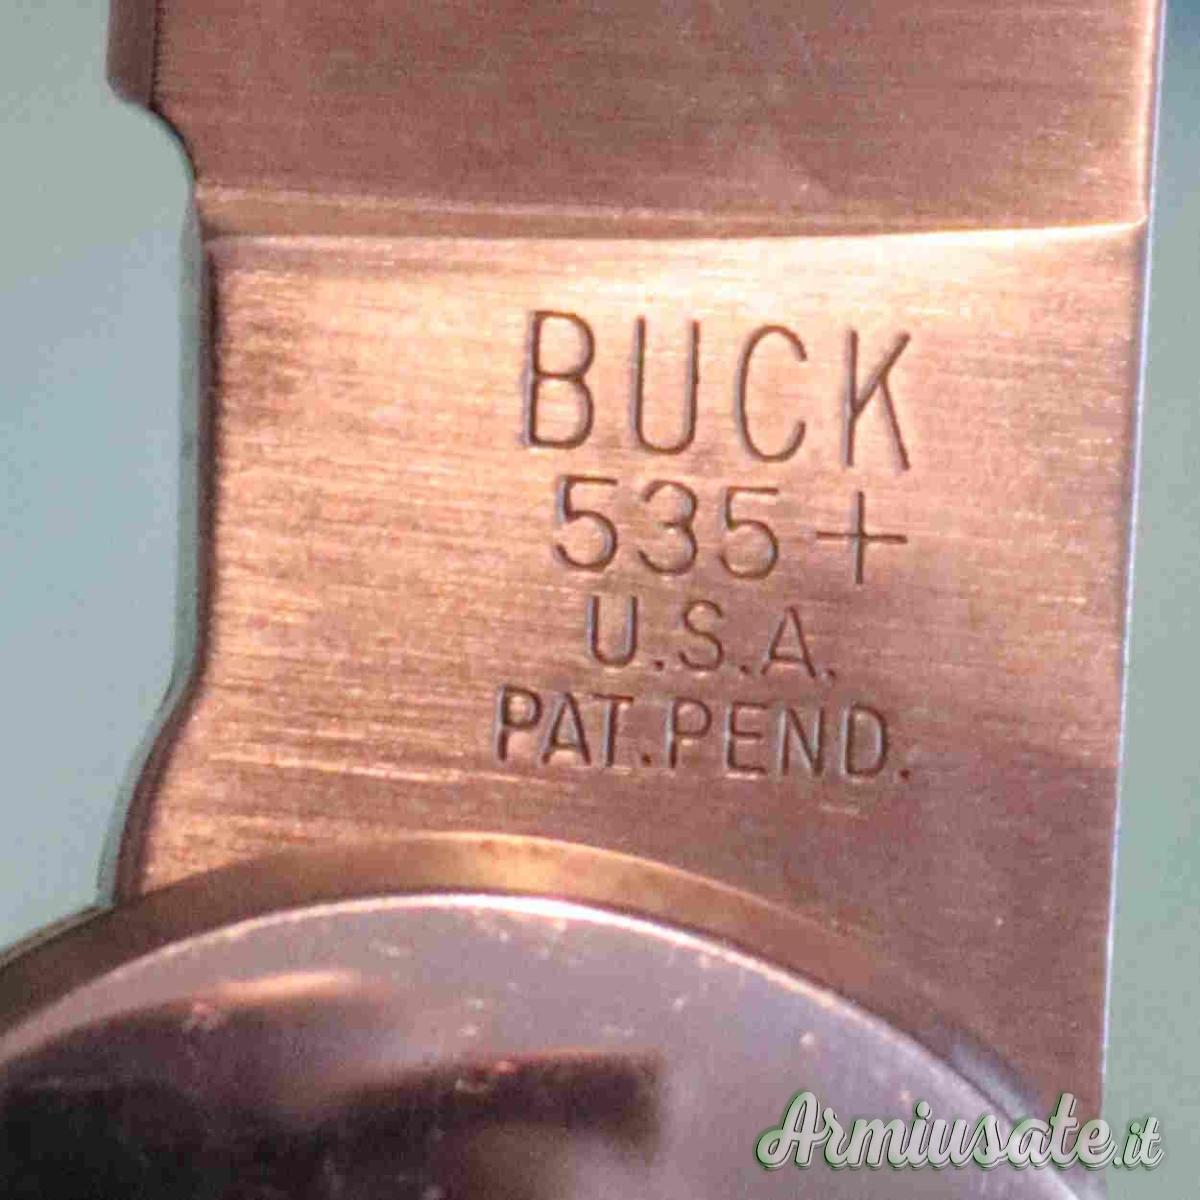 BUCK
535+
U.S.A.
PAT.PEND.
Armiusate.it